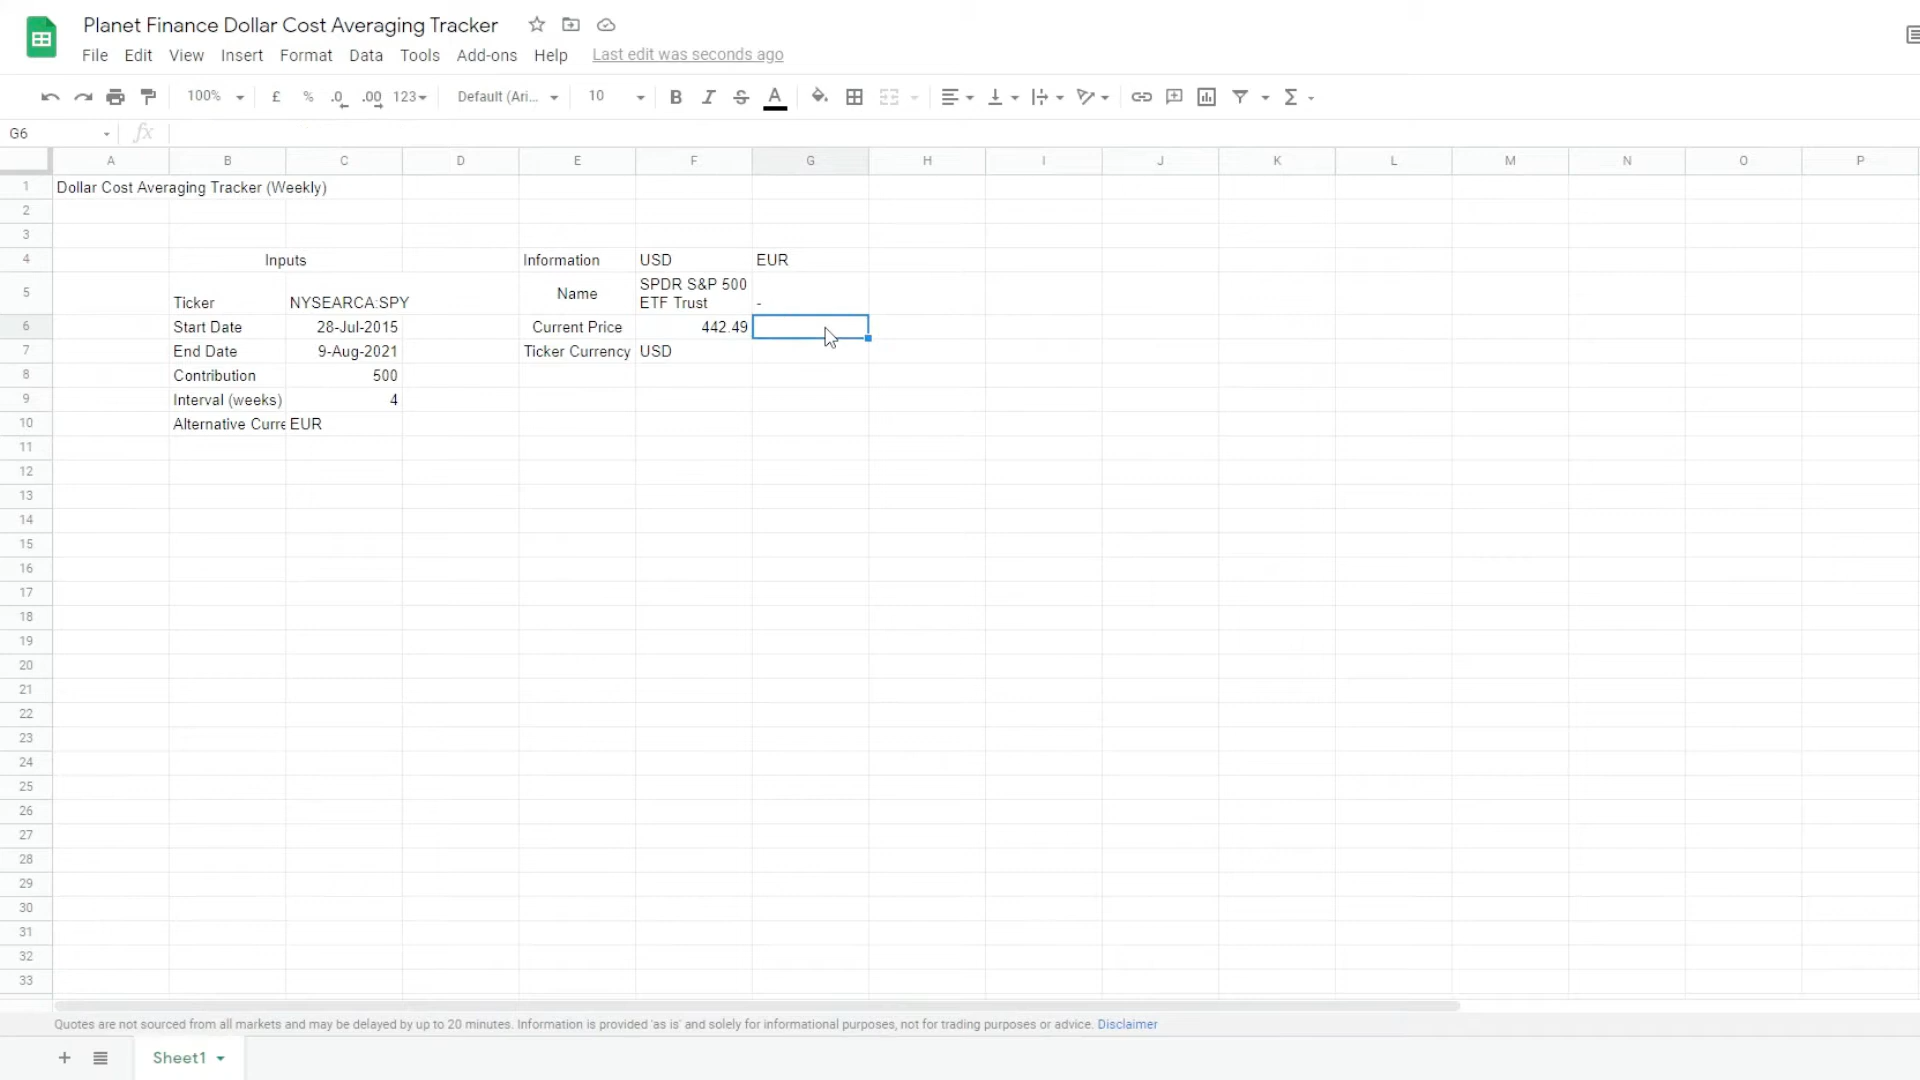 Planet Finance Dollar Cost Averaging Tracker
File Edit View Insert Format Data Tools Add-ons Help Last edit was seconds ago
100% £ % .0 .00 123 Default (Ari... 10 B I S A Σ
G6 fx
A B C D E F G H I J K L M N O P
1 Dollar Cost Averaging Tracker (Weekly)
2
3
4 Inputs Information USD EUR
5 Ticker NYSEARCA:SPY Name SPDR S&P 500
ETF Trust -
6 Start Date 28-Jul-2015 Current Price 442.49
7 End Date 9-Aug-2021 Ticker Currency USD
8 Contribution 500
9 Interval (weeks) 4
10 Alternative Curre EUR
11
12
13
14
15
16
17
18
19
20
21
22
23
24
25
26
27
28
29
30
31
32
33
Quotes are not sourced from all markets and may be delayed by up to 20 minutes. Information is provided 'as is' and solely for informational purposes, not for trading purposes or advice. Disclaimer
+ Sheet1